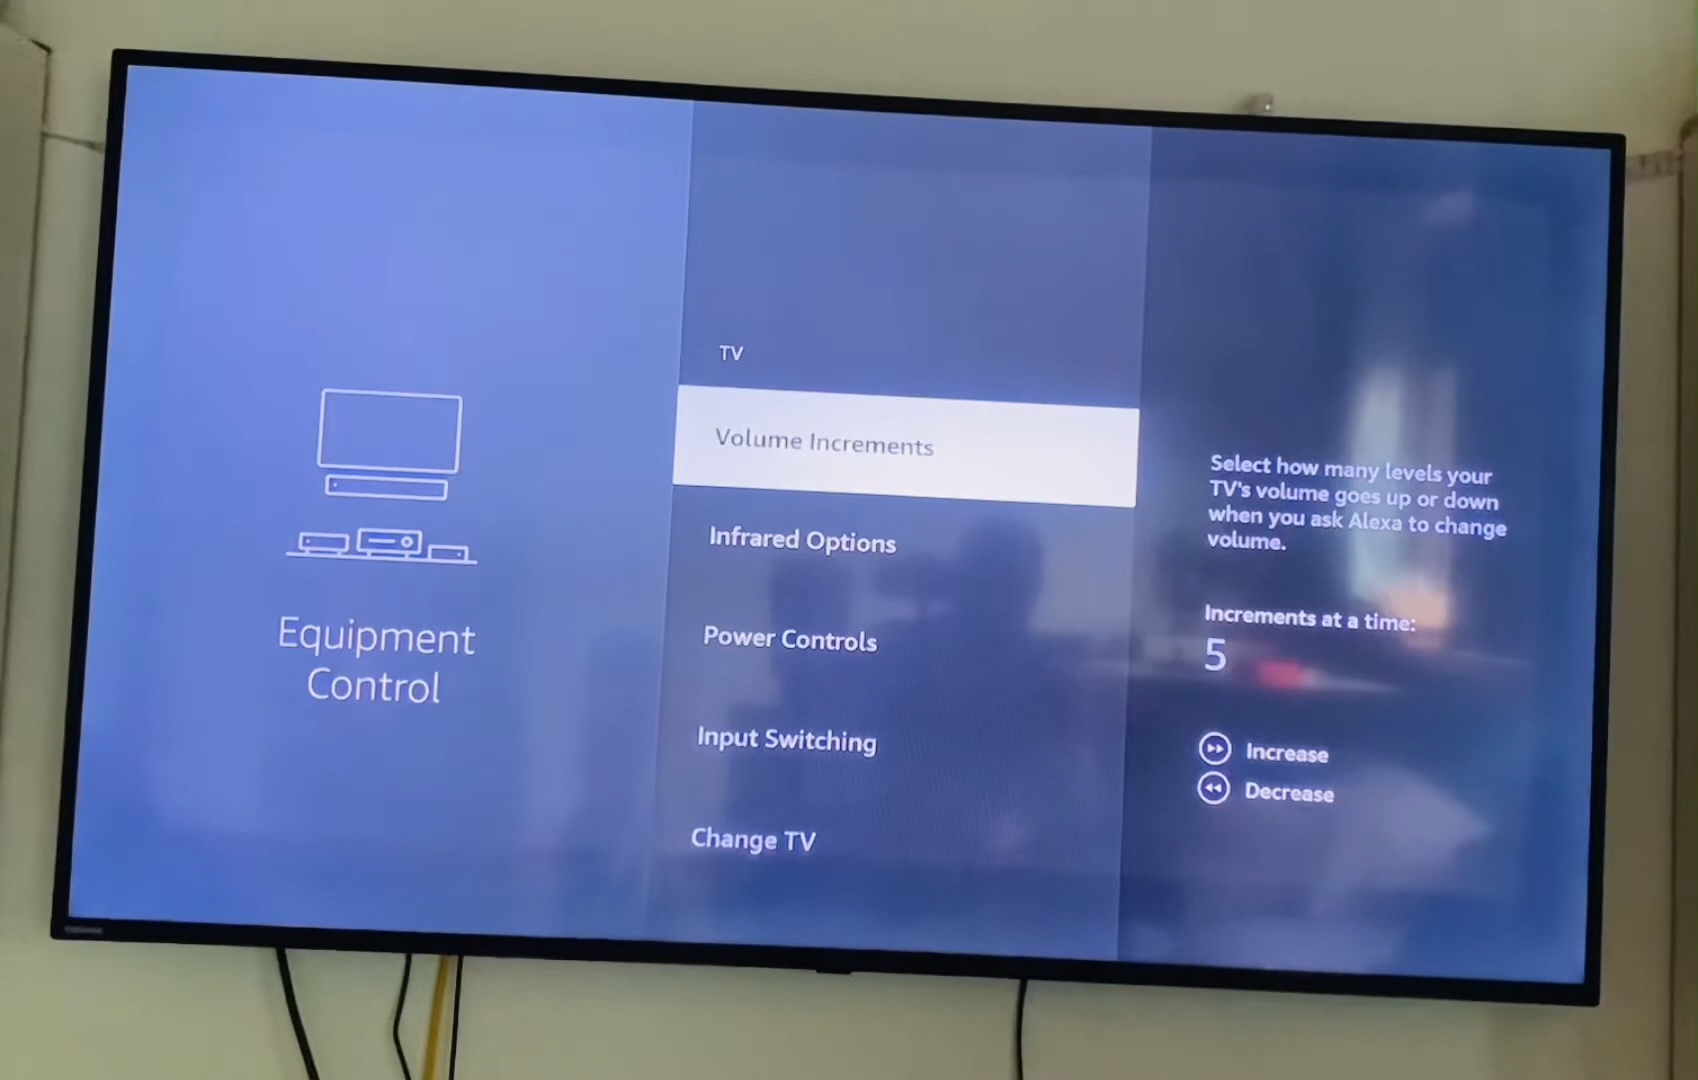 TV
Volume Increments
Infrared Options
Power Controls
Input Switching
Change TV
Equipment
Control
Select how many levels your
TV's volume goes up or down
when you ask Alexa to change
volume.
Increments at a time:
5
Increase
Decrease